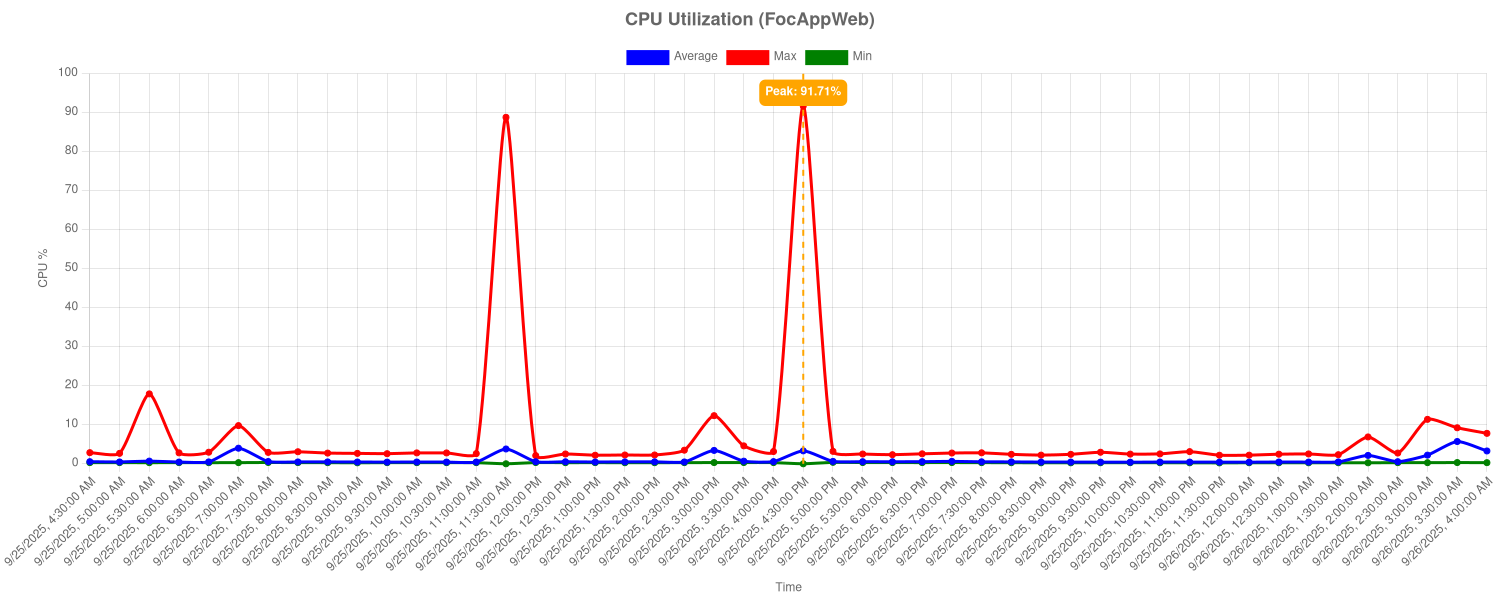 CPU Utilization (FocAppWeb)
Average Max Min
Peak: 91.71%
100
90
80
70
60
50
40
30
20
10
0
CPU %
9/25/2025, 4:30:00 AM
9/25/2025, 5:00:00 AM
9/25/2025, 5:30:00 AM
9/25/2025, 6:00:00 AM
9/25/2025, 6:30:00 AM
9/25/2025, 7:00:00 AM
9/25/2025, 7:30:00 AM
9/25/2025, 8:00:00 AM
9/25/2025, 8:30:00 AM
9/25/2025, 9:00:00 AM
9/25/2025, 9:30:00 AM
9/25/2025, 10:00:00 AM
9/25/2025, 10:30:00 AM
9/25/2025, 11:00:00 AM
9/25/2025, 11:30:00 AM
9/25/2025, 12:00:00 PM
9/25/2025, 12:30:00 PM
9/25/2025, 1:00:00 PM
9/25/2025, 1:30:00 PM
9/25/2025, 2:00:00 PM
9/25/2025, 2:30:00 PM
9/25/2025, 3:00:00 PM
9/25/2025, 3:30:00 PM
9/25/2025, 4:00:00 PM
9/25/2025, 4:30:00 PM
9/25/2025, 5:00:00 PM
9/25/2025, 5:30:00 PM
9/25/2025, 6:00:00 PM
9/25/2025, 6:30:00 PM
9/25/2025, 7:00:00 PM
9/25/2025, 7:30:00 PM
9/25/2025, 8:00:00 PM
9/25/2025, 8:30:00 PM
9/25/2025, 9:00:00 PM
9/25/2025, 9:30:00 PM
9/25/2025, 10:00:00 PM
9/25/2025, 10:30:00 PM
9/25/2025, 11:00:00 PM
9/25/2025, 11:30:00 PM
9/26/2025, 12:00:00 AM
9/26/2025, 12:30:00 AM
9/26/2025, 1:00:00 AM
9/26/2025, 1:30:00 AM
9/26/2025, 2:00:00 AM
9/26/2025, 2:30:00 AM
9/26/2025, 3:00:00 AM
9/26/2025, 3:30:00 AM
9/26/2025, 4:00:00 AM
Time